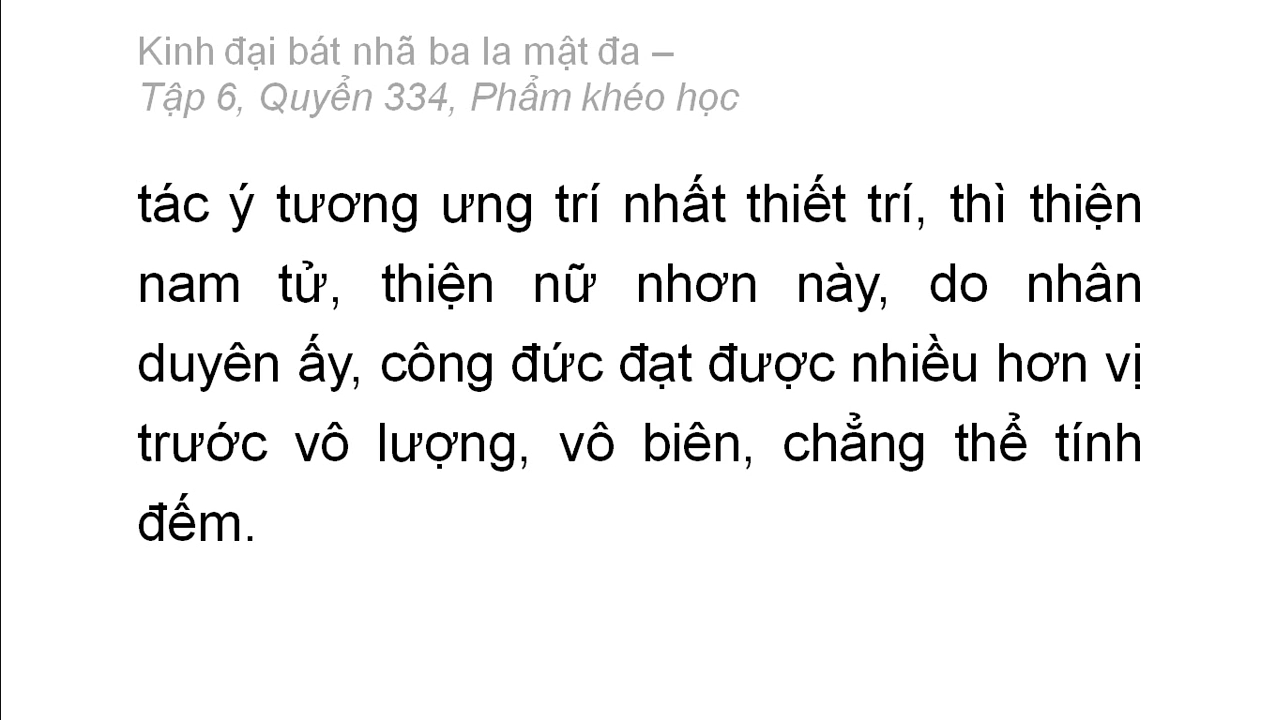 Kinh đại bát nhã ba la mật đa –
Tập 6, Quyển 334, Phẩm khéo học
tác ý tương ưng trí nhất thiết trí, thì thiện
nam tử, thiện nữ nhơn này, do nhân
duyên ấy, công đức đạt được nhiều hơn vị
trước vô lượng, vô biên, chẳng thể tính
đếm.